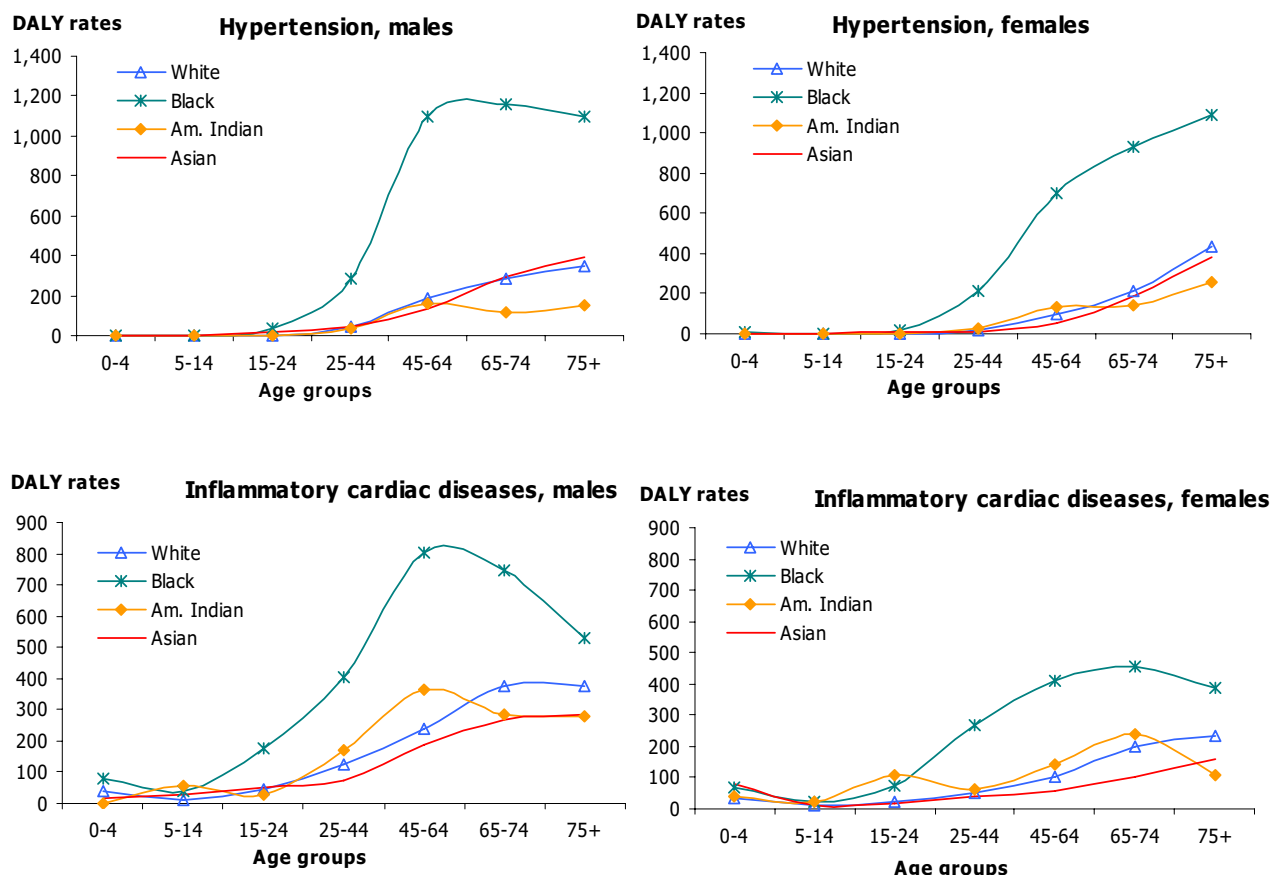 DALY rates
Hypertension, males
1,400
1,200
1,000
800
600
400
200
0
White
Black
Am. Indian
Asian
0-4 5-14 15-24 25-44 45-64 65-74 75+
Age groups
DALY rates
Hypertension, females
1,400
1,200
1,000
800
600
400
200
0
White
Black
Am. Indian
Asian
0-4 5-14 15-24 25-44 45-64 65-74 75+
Age groups
DALY rates
Inflammatory cardiac diseases, males
900
800
700
600
500
400
300
200
100
0
White
Black
Am. Indian
Asian
0-4 5-14 15-24 25-44 45-64 65-74 75+
Age groups
DALY rates
Inflammatory cardiac diseases, females
900
800
700
600
500
400
300
200
100
0
White
Black
Am. Indian
Asian
0-4 5-14 15-24 25-44 45-64 65-74 75+
Age groups